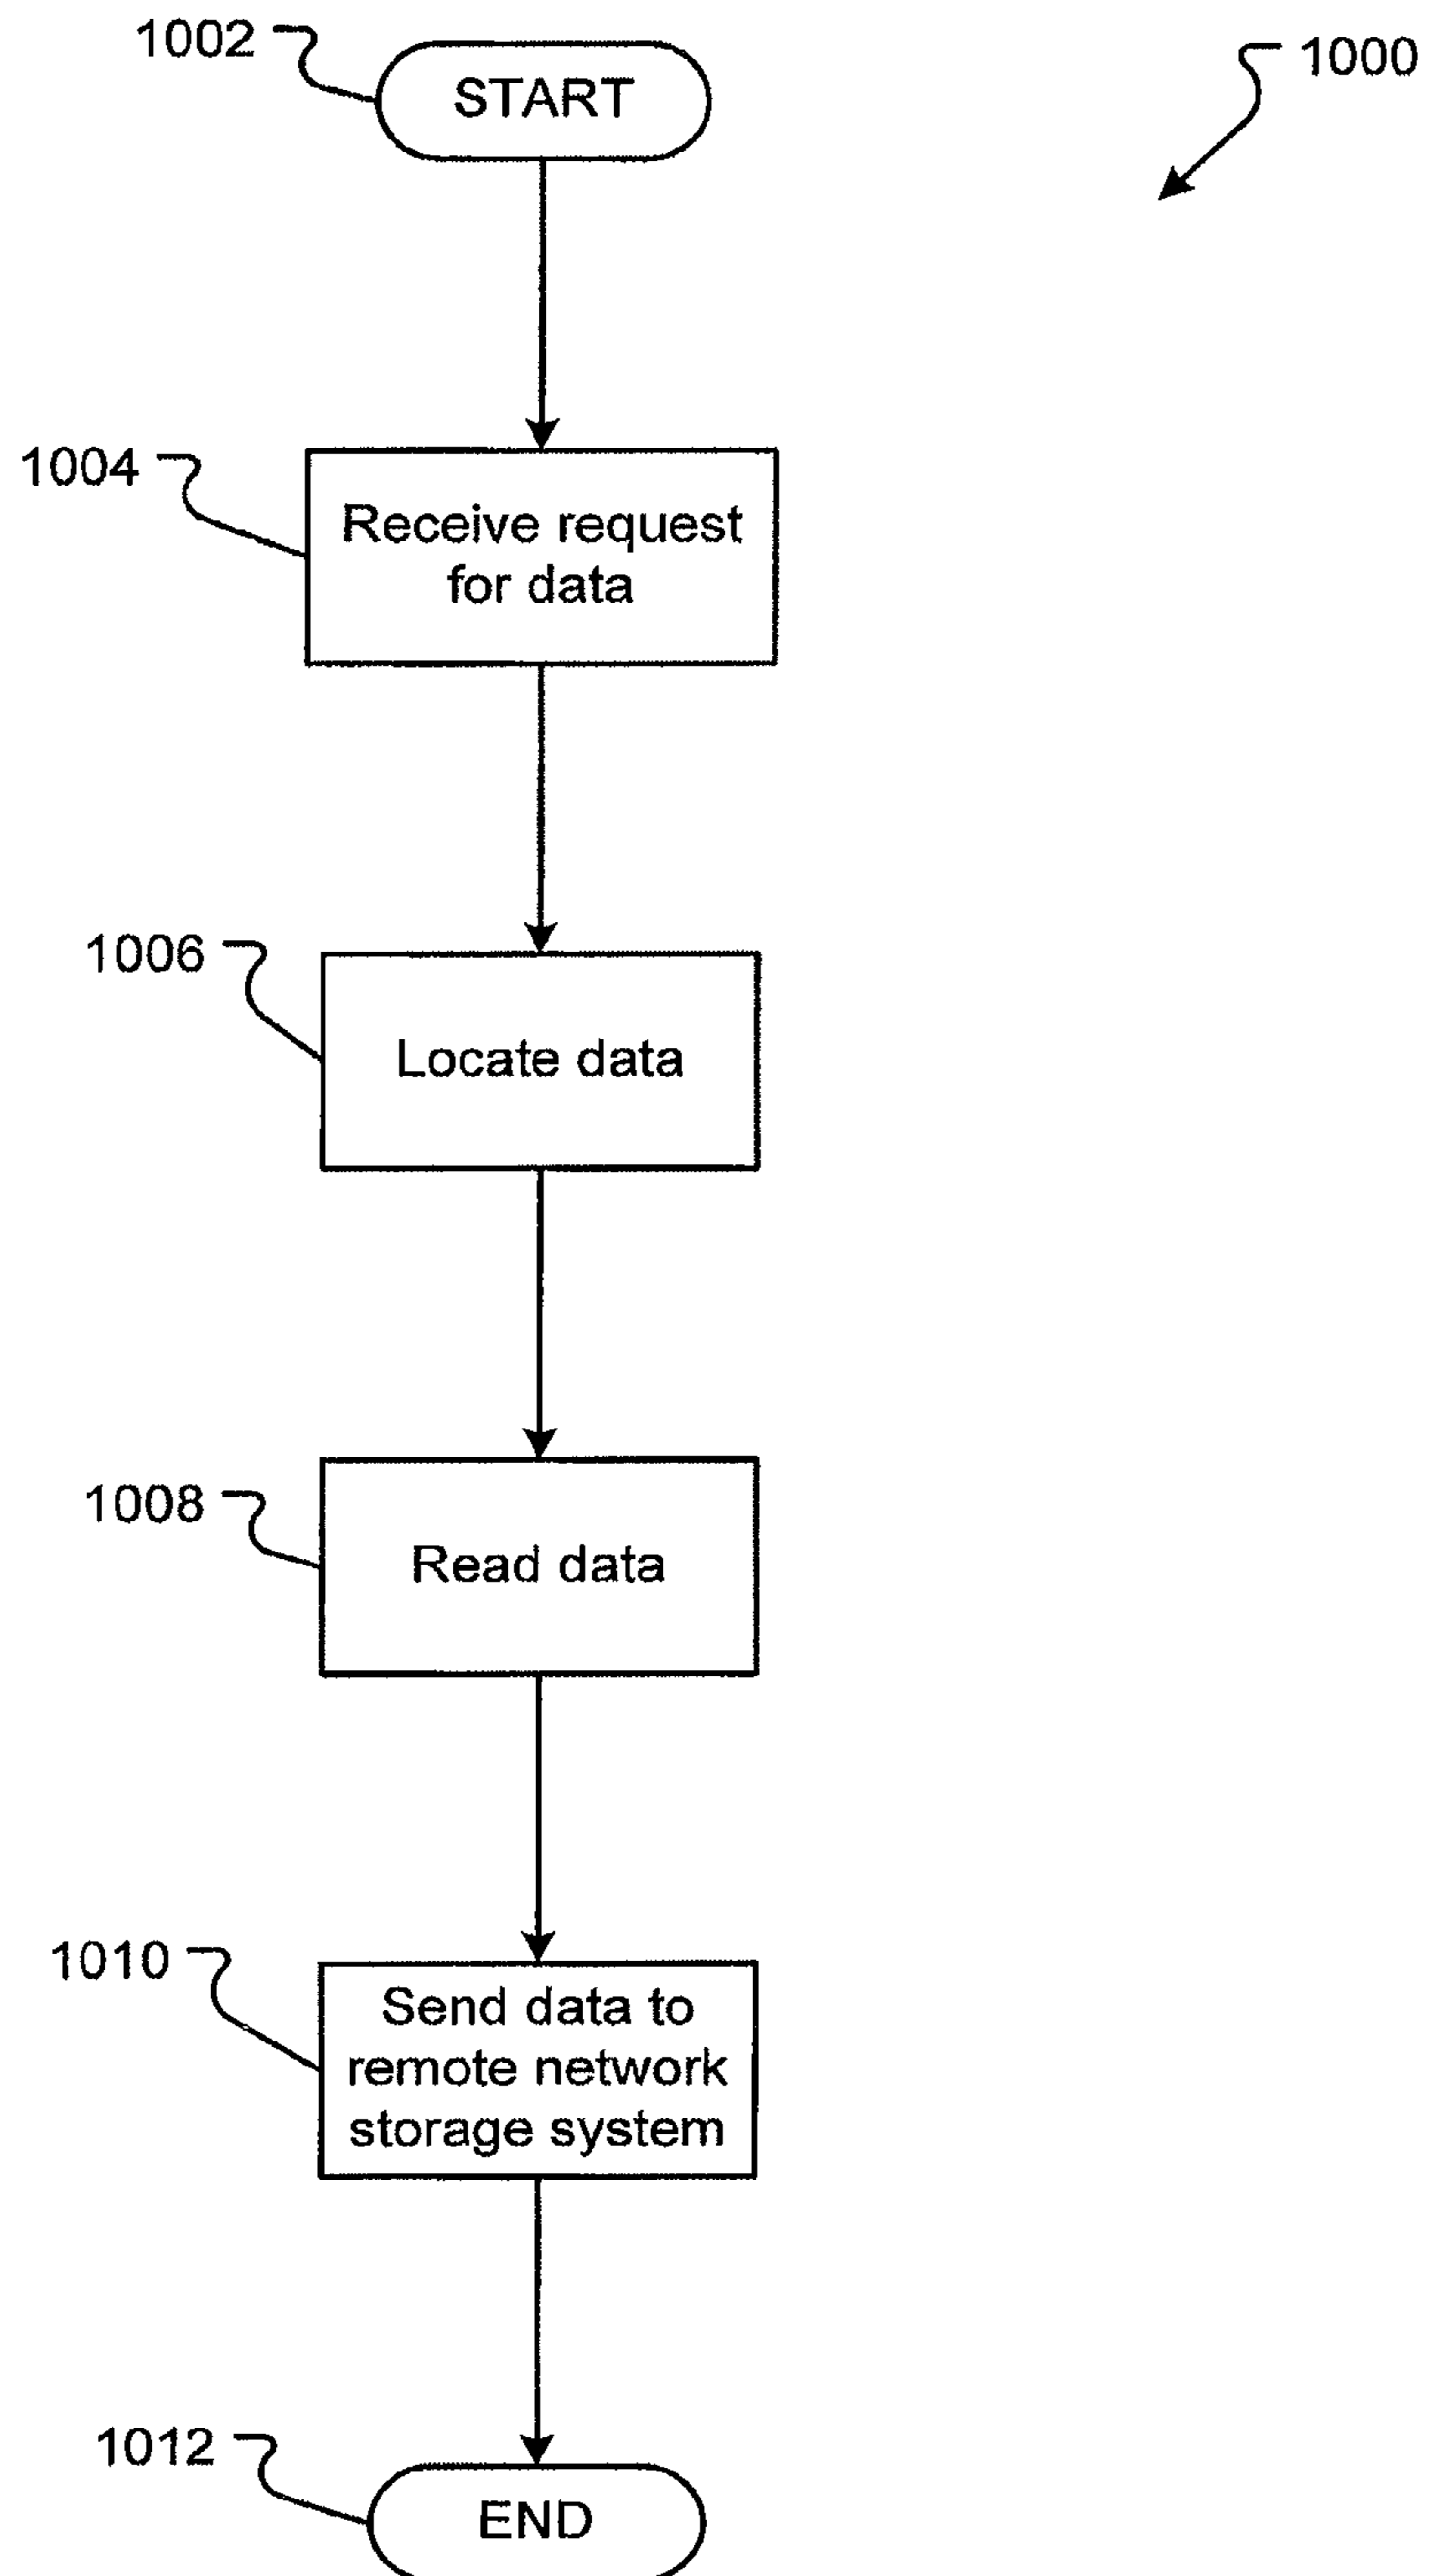 1002
START
1000
1004
Receive request
for data
1006
Locate data
1008
Read data
1010
Send data to
remote network
storage system
1012
END